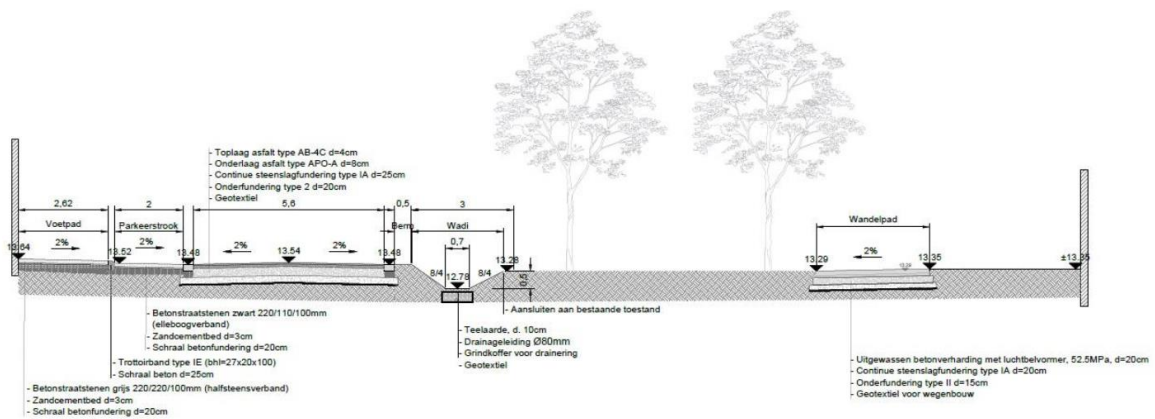 - Toplaag asfalt type AB-4C d=4cm
- Onderlaag asfalt type APO-A d=8cm
- Continue steenslagfundering type IA d=25cm
- Onderfundering type 2 d=20cm
- Geotextiel
2,62
2
5,6
0,5
3
Voetpad
Parkeerstrook
Berm
Wadi
Wandelpad
13.64
2%
13.52
2%
13.48
2%
13.54
2%
13.48
0,7
8/4
12.78
8/4
13.28
0,5
13.29
2%
13.35
±13.35
- Aansluiten aan bestaande toestand
- Betonstraatstenen zwart 220/110/100mm
(elleboogverband)
- Zandcementbed d=3cm
- Schraal betonfundering d=20cm
- Teelaarde, d. 10cm
- Drainageleiding Ø80mm
- Grindkoffer voor drainering
- Geotextiel
- Trottoirband type IE (bhl=27x20x100)
- Schraal beton d=25cm
- Uitgewassen betonverharding met luchtbelvormer, 52.5MPa, d=20cm
- Continue steenslagfundering type IA d=20cm
- Onderfundering type II d=15cm
- Geotextiel voor wegenbouw
- Betonstraatstenen grijs 220/220/100mm (halfsteensverband)
- Zandcementbed d=3cm
- Schraal betonfundering d=20cm